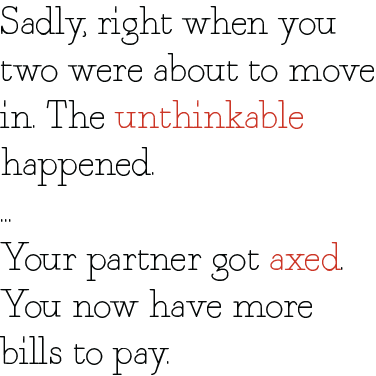 Sadly, right when you
two were about to move
in. The unthinkable
happened.
...
Your partner got axed.
You now have more
bills to pay.